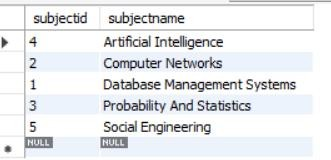 subjectid subjectname
4 Artificial Intelligence
2 Computer Networks
1 Database Management Systems
3 Probability And Statistics
5 Social Engineering
NULL NULL